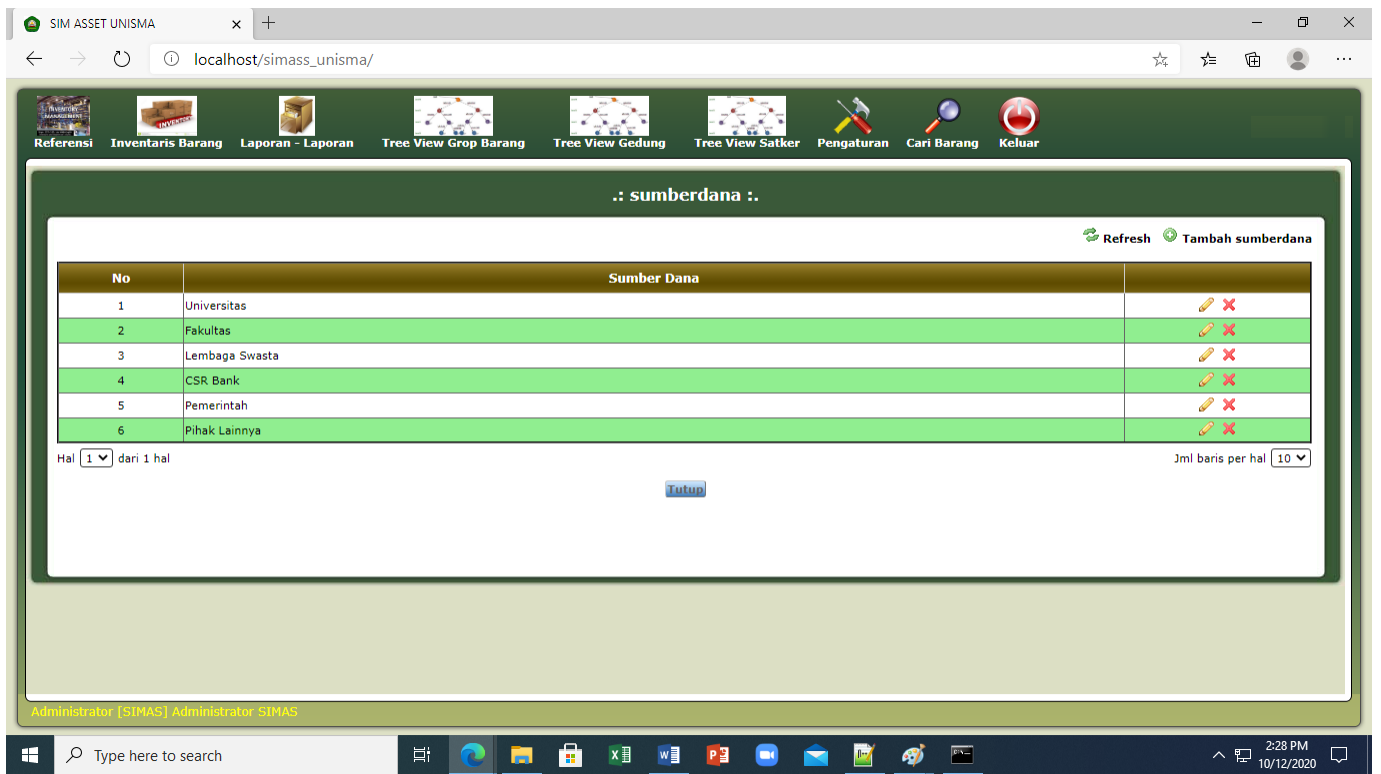 SIM ASSET UNISMA
localhost/simass_unisma/
INVENTORY
MANAGEMENT
Referensi Inventaris Barang Laporan - Laporan Tree View Grop Barang Tree View Gedung Tree View Satker Pengaturan Cari Barang Keluar
.: sumberdana :.
Refresh Tambah sumberdana
No Sumber Dana
1 Universitas
2 Fakultas
3 Lembaga Swasta
4 CSR Bank
5 Pemerintah
6 Pihak Lainnya
Hal 1 dari 1 hal Jml baris per hal 10
Tutup
Administrator [SIMAS] Administrator SIMAS
Type here to search
2:28 PM
10/12/2020